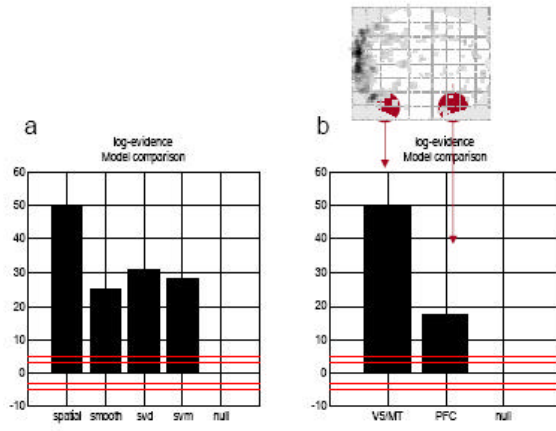 a
log-evidence
Model comparison
60
50
40
30
20
10
0
-10
spatial smooth svd svm null
b
log-evidence
Model comparison
60
50
40
30
20
10
0
-10
V5/MT PFC null